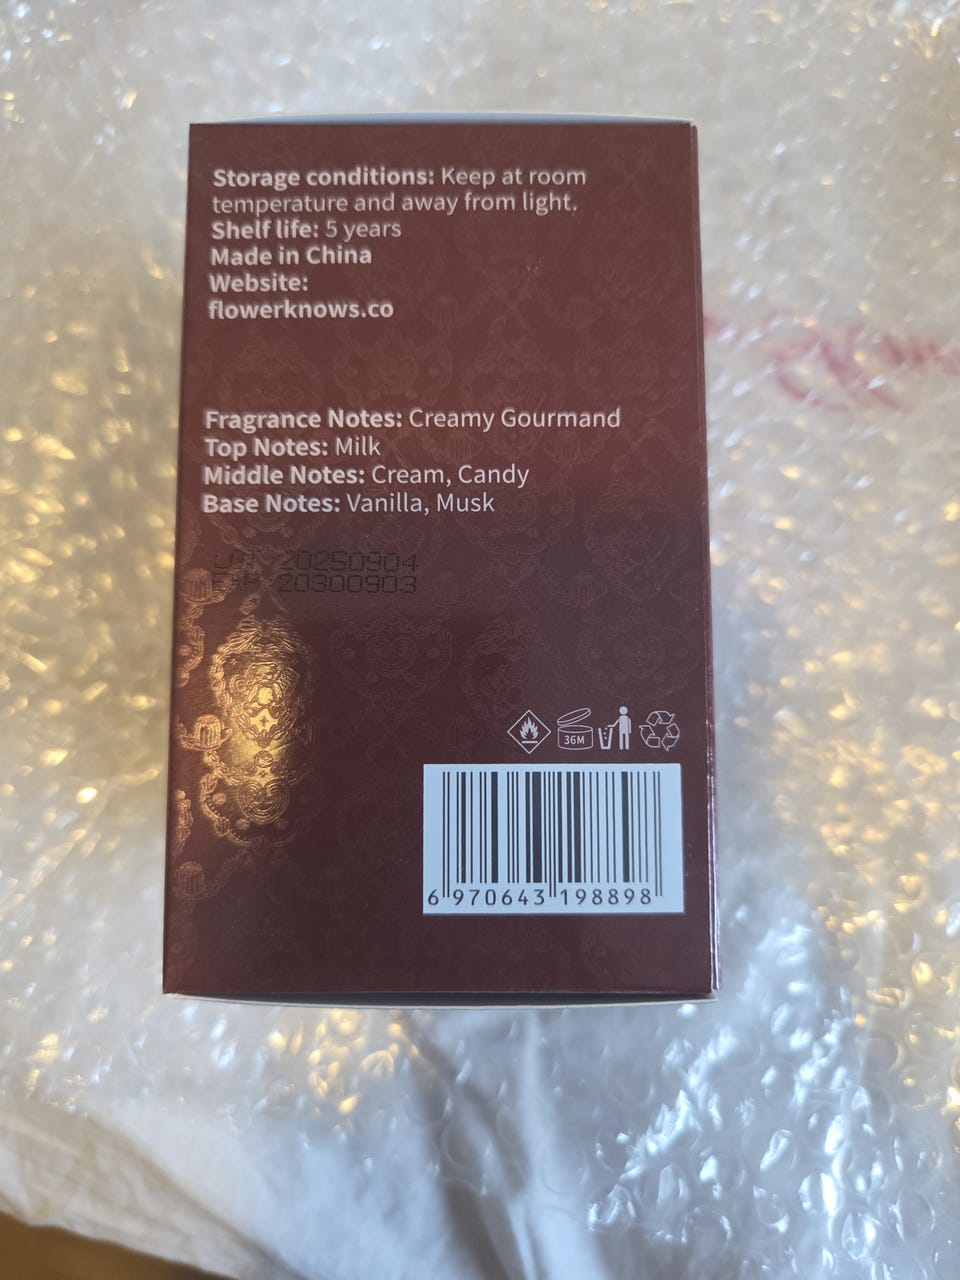 Storage conditions: Keep at room
temperature and away from light.
Shelf life: 5 years
Made in China
Website:
flowerknows.co
Fragrance Notes: Creamy Gourmand
Top Notes: Milk
Middle Notes: Cream, Candy
Base Notes: Vanilla, Musk
LOT 20250904
EXP 20300903
36M
6 970643 198898